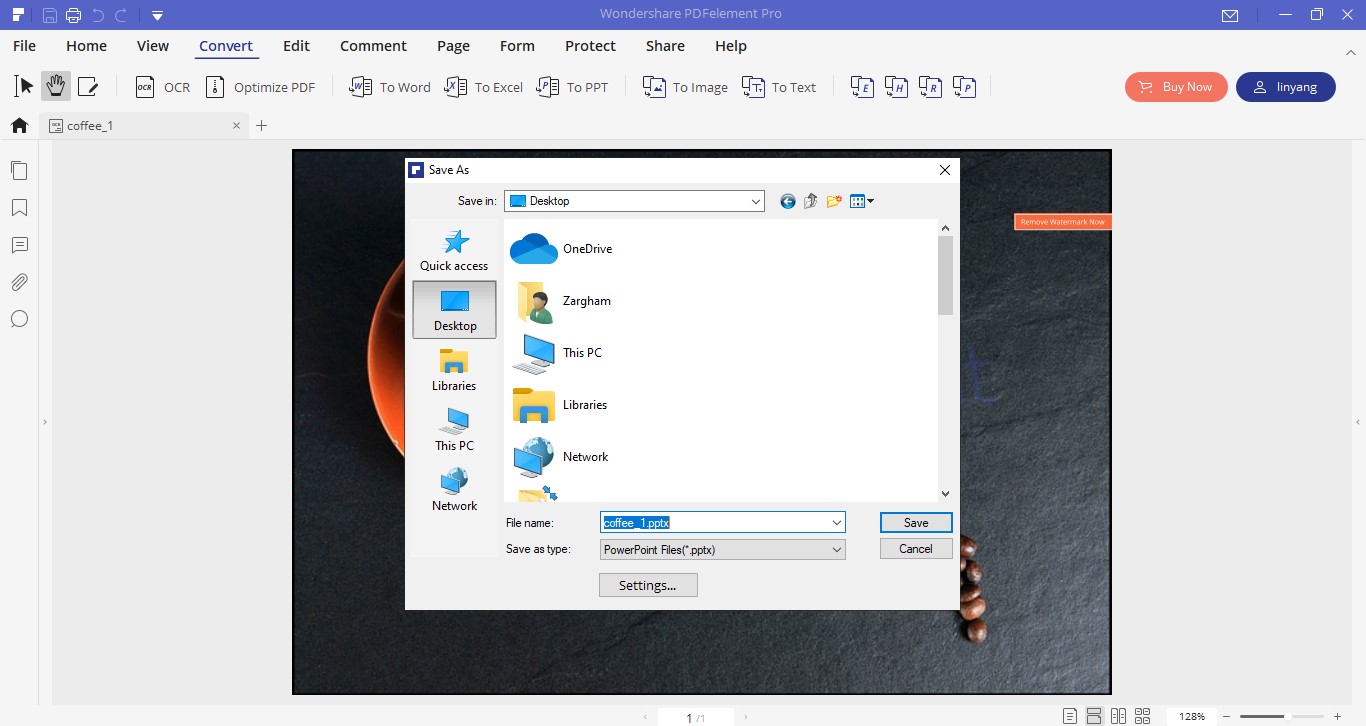 Wondershare PDFelement Pro
File Home View Convert Edit Comment Page Form Protect Share Help
OCR OCR Optimize PDF W To Word X To Excel P To PPT To Image T To Text E H R P Buy Now linyang
coffee_1
Save As
Save in: Desktop
Remove Watermark Now
Quick access
Desktop
Libraries
This PC
Network
OneDrive
Zargham
This PC
Libraries
Network
t
File name: coffee_1.pptx Save
Save as type: PowerPoint Files(*.pptx) Cancel
Settings...
1 /1 128%